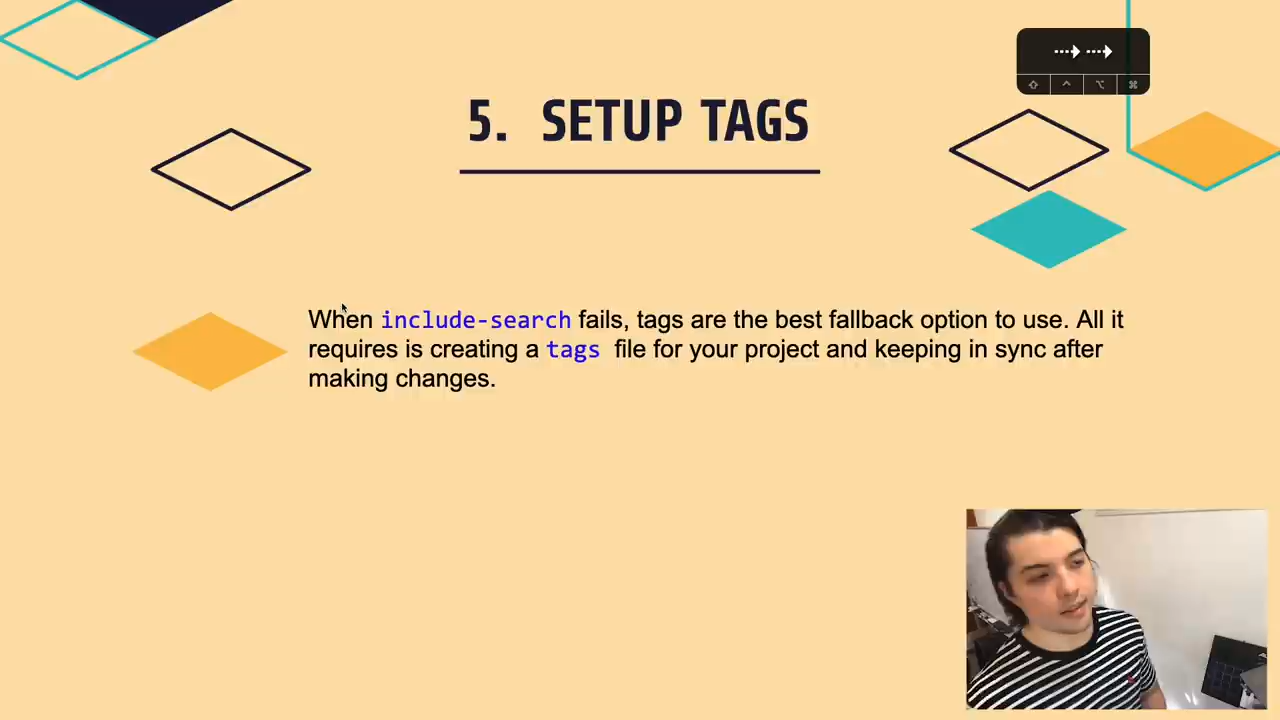 5. SETUP TAGS
When include-search fails, tags are the best fallback option to use. All it
requires is creating a tags file for your project and keeping in sync after
making changes.